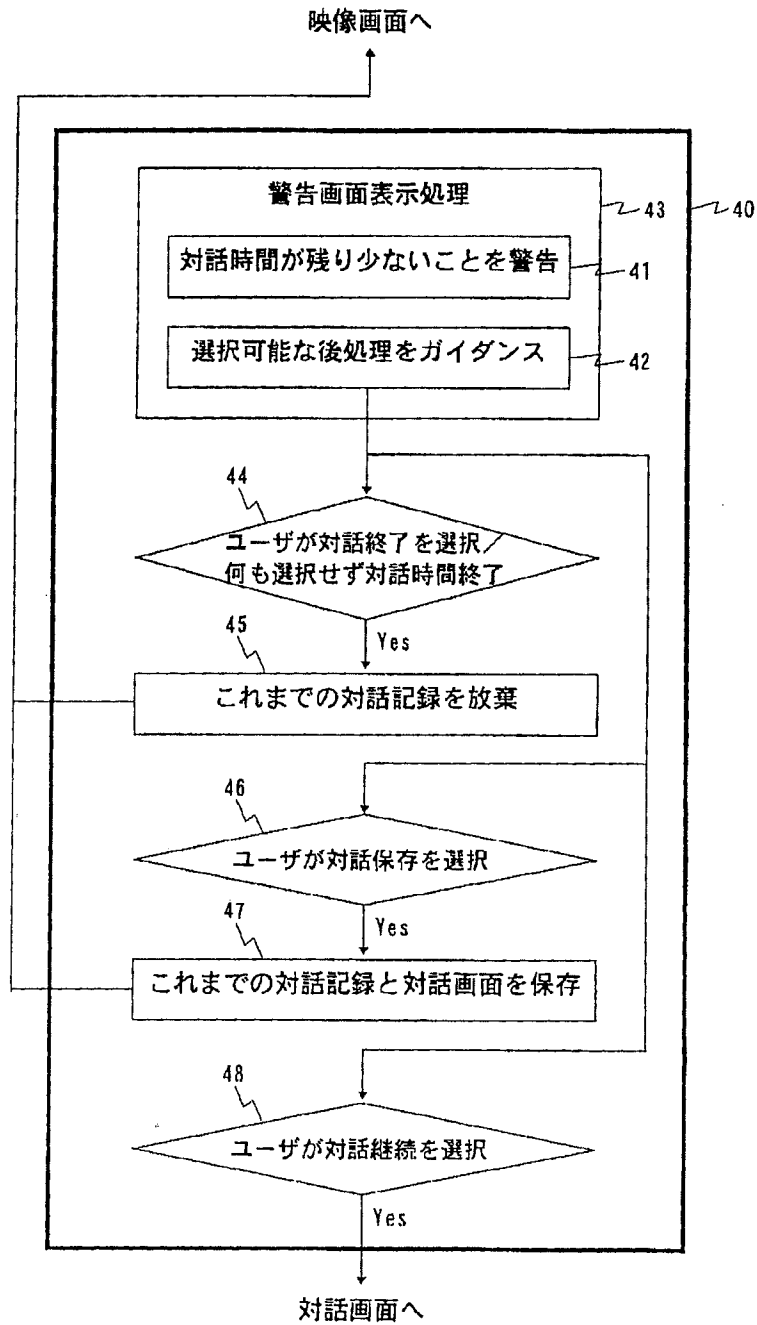 映像画面へ
警告画面表示処理
43
40
対話時間が残り少ないことを警告
41
選択可能な後処理をガイダンス
42
44
ユーザが対話終了を選択／
何も選択せず対話時間終了
Yes
45
これまでの対話記録を放棄
46
ユーザが対話保存を選択
Yes
47
これまでの対話記録と対話画面を保存
48
ユーザが対話継続を選択
Yes
対話画面へ